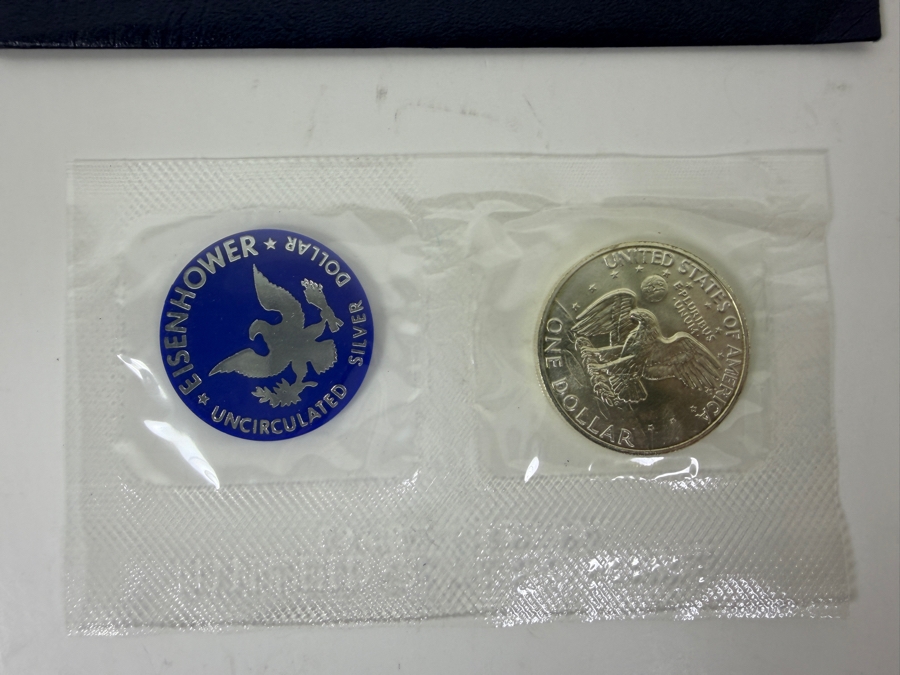 EISENHOWER ★ SILVER DOLLAR
★ UNCIRCULATED
UNITED STATES OF AMERICA
E PLURIBUS
UNUM
ONE DOLLAR